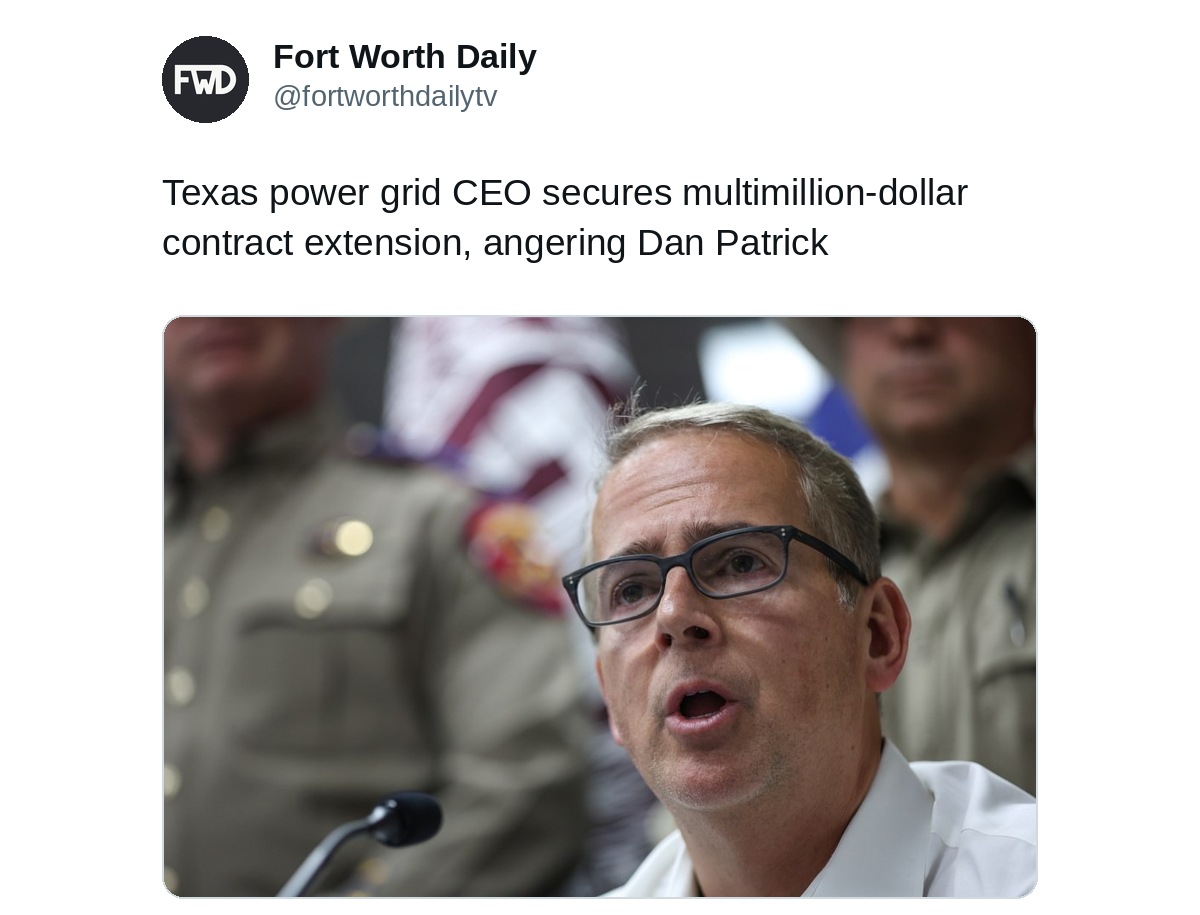 FWD
Fort Worth Daily
@fortworthdailytv
Texas power grid CEO secures multimillion-dollar
contract extension, angering Dan Patrick